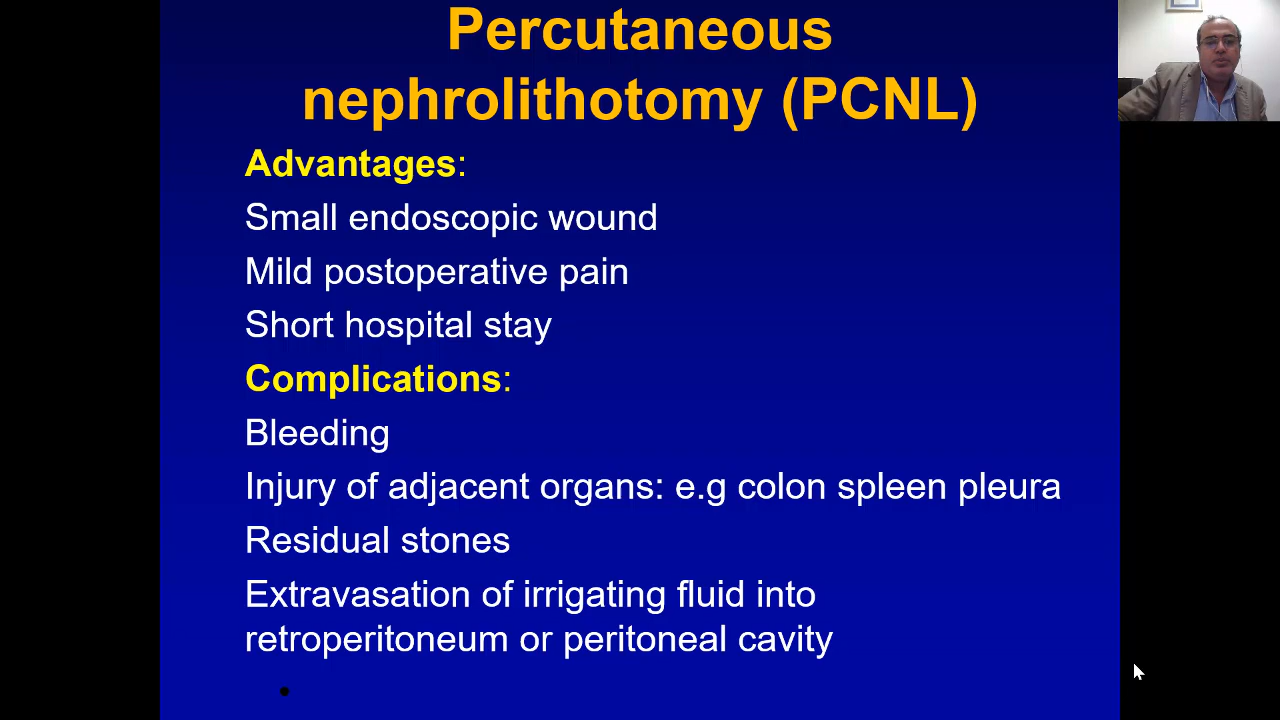 Percutaneous
nephrolithotomy (PCNL)
Advantages:
Small endoscopic wound
Mild postoperative pain
Short hospital stay
Complications:
Bleeding
Injury of adjacent organs: e.g colon spleen pleura
Residual stones
Extravasation of irrigating fluid into
retroperitoneum or peritoneal cavity